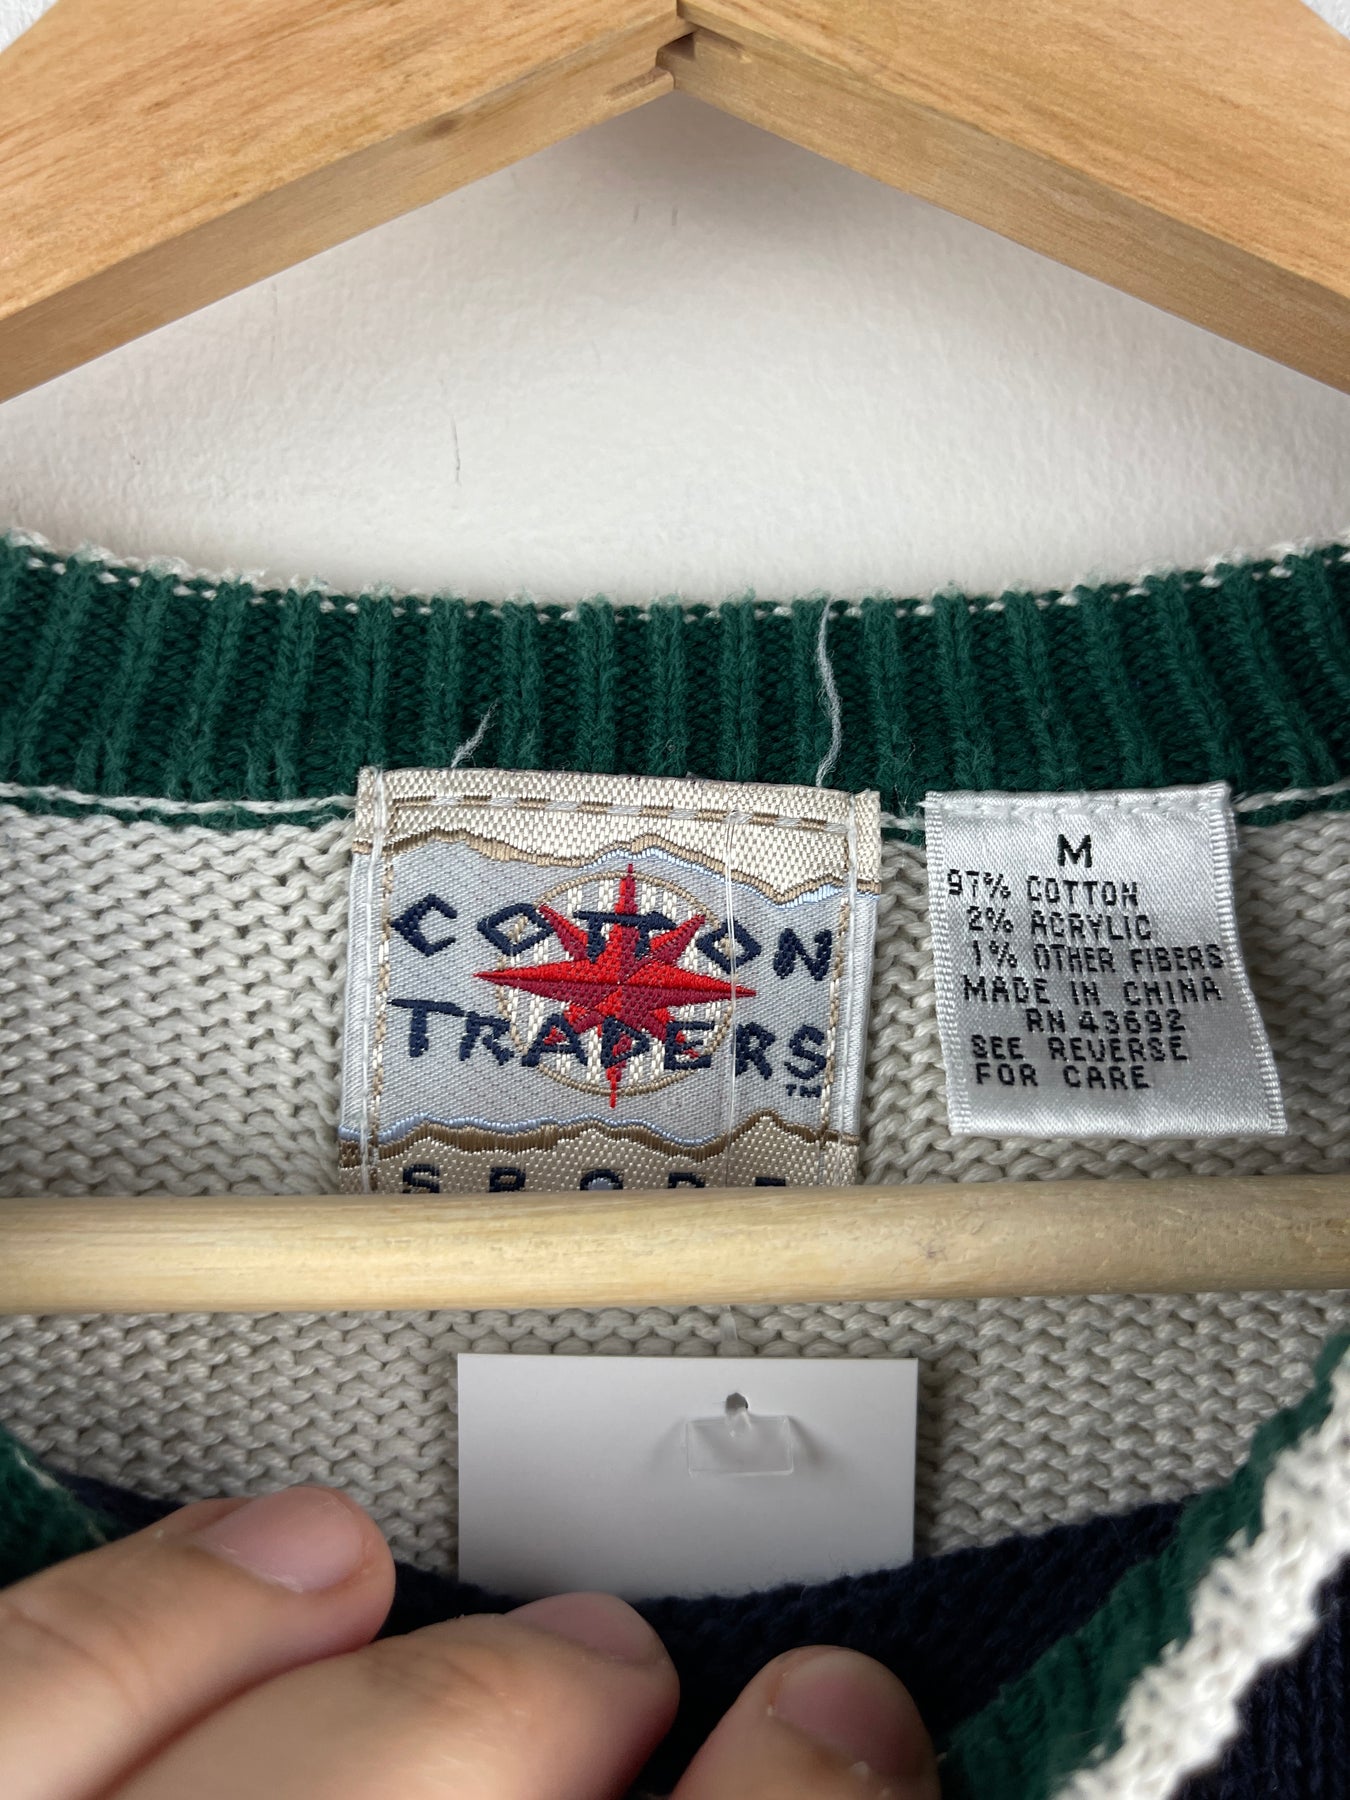 COTTON
TRADERS
™
M
97% COTTON
2% ACRYLIC
1% OTHER FIBERS
MADE IN CHINA
RN 43692
SEE REVERSE
FOR CARE